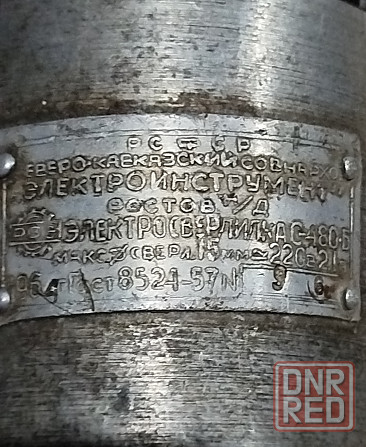 РСФСР
СЕВЕРО-КАВКАЗСКИЙ СОВНАРХОЗ
"ЭЛЕКТРОИНСТРУМЕНТ"
РОСТОВ Н/Д
ЭЛЕКТРОСВЕРЛИЛКА С-480-Б
МАКС. Ø СВЕРЛ. 15 мм ≈220в
ГОСТ 8524-57 №
DNR
RED